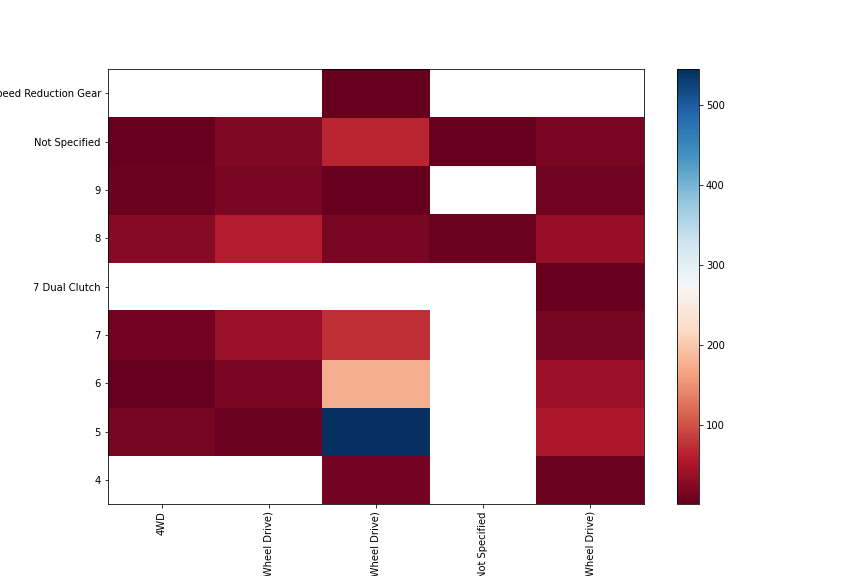 Reduction Gear
Not Specified
9
8
7 Dual Clutch
7
6
5
4
4WD
Wheel Drive)
Wheel Drive)
Not Specified
Wheel Drive)
500
400
300
200
100